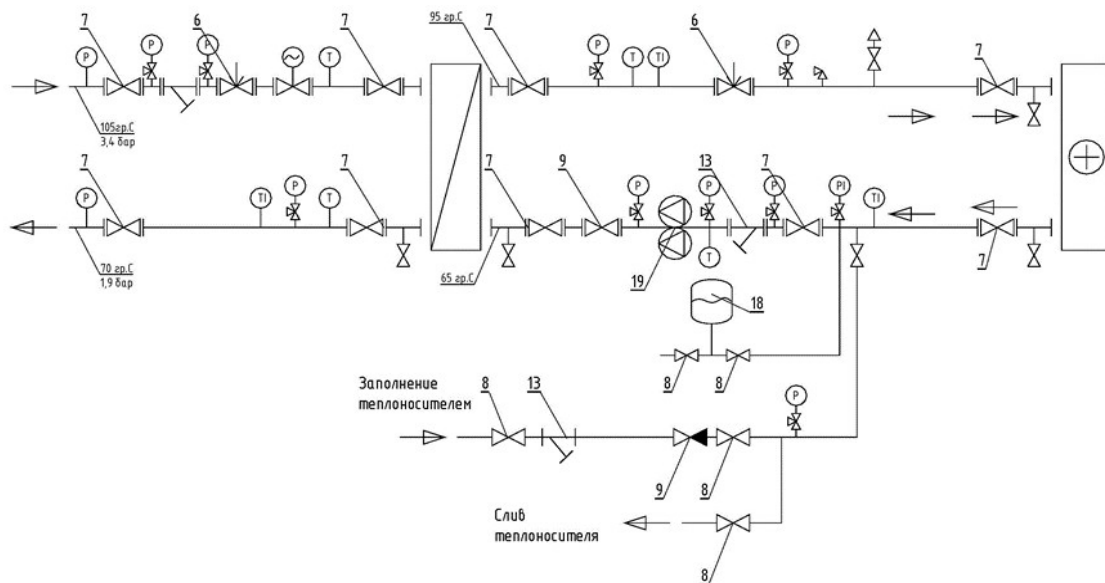 7
6
7
95 гр.С
7
6
7
P
P
P
T
P
T
TI
P
105гр.С
3,4 бар
7
7
7
9
13
7
P
TI
P
T
P
P
P
PI
TI
T
70 гр.С
1,9 бар
65 гр.С
19
7
18
8
8
Заполнение
теплоносителем
8
13
P
9
8
Слив
теплоносителя
8